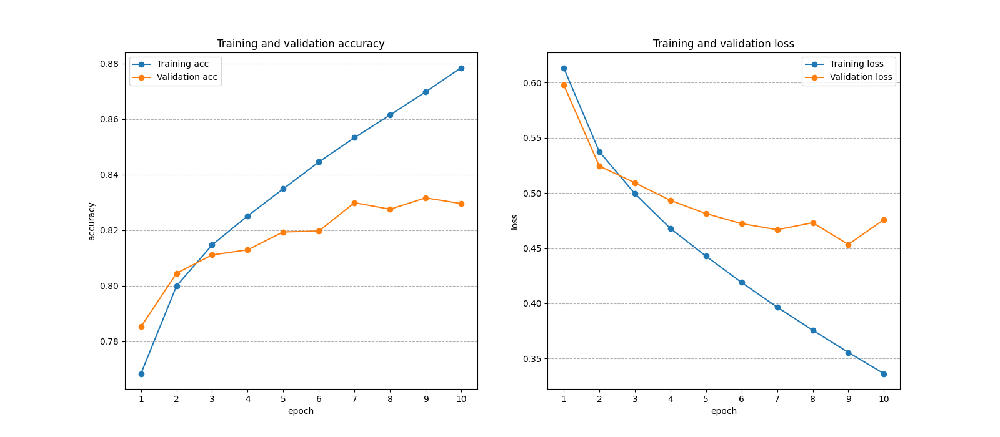 Training and validation accuracy
Training acc
Validation acc
0.88
0.86
0.84
0.82
0.80
0.78
accuracy
1 2 3 4 5 6 7 8 9 10
epoch
Training and validation loss
Training loss
Validation loss
0.60
0.55
0.50
0.45
0.40
0.35
loss
1 2 3 4 5 6 7 8 9 10
epoch